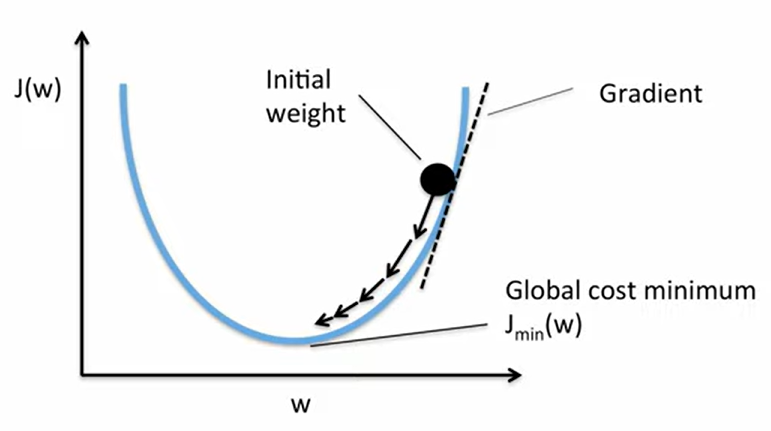 J(w)
Initial
weight
Gradient
Global cost minimum
Jmin(w)
w